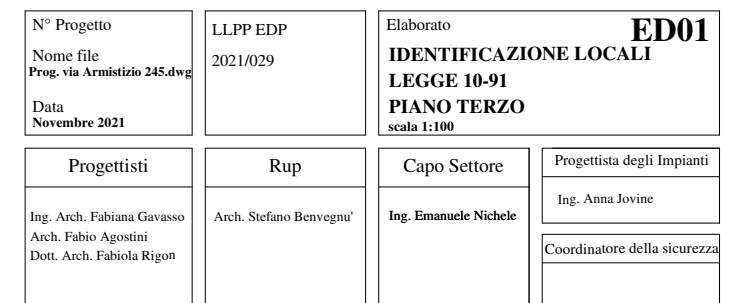 N° Progetto
Nome file
Prog. via Armistizio 245.dwg
Data
Novembre 2021
LLPP EDP
2021/029
Elaborato
ED01
IDENTIFICAZIONE LOCALI
LEGGE 10-91
PIANO TERZO
scala 1:100
Progettisti
Ing. Arch. Fabiana Gavasso
Arch. Fabio Agostini
Dott. Arch. Fabiola Rigon
Rup
Arch. Stefano Benvegnu'
Capo Settore
Ing. Emanuele Nichele
Progettista degli Impianti
Ing. Anna Jovine
Coordinatore della sicurezza